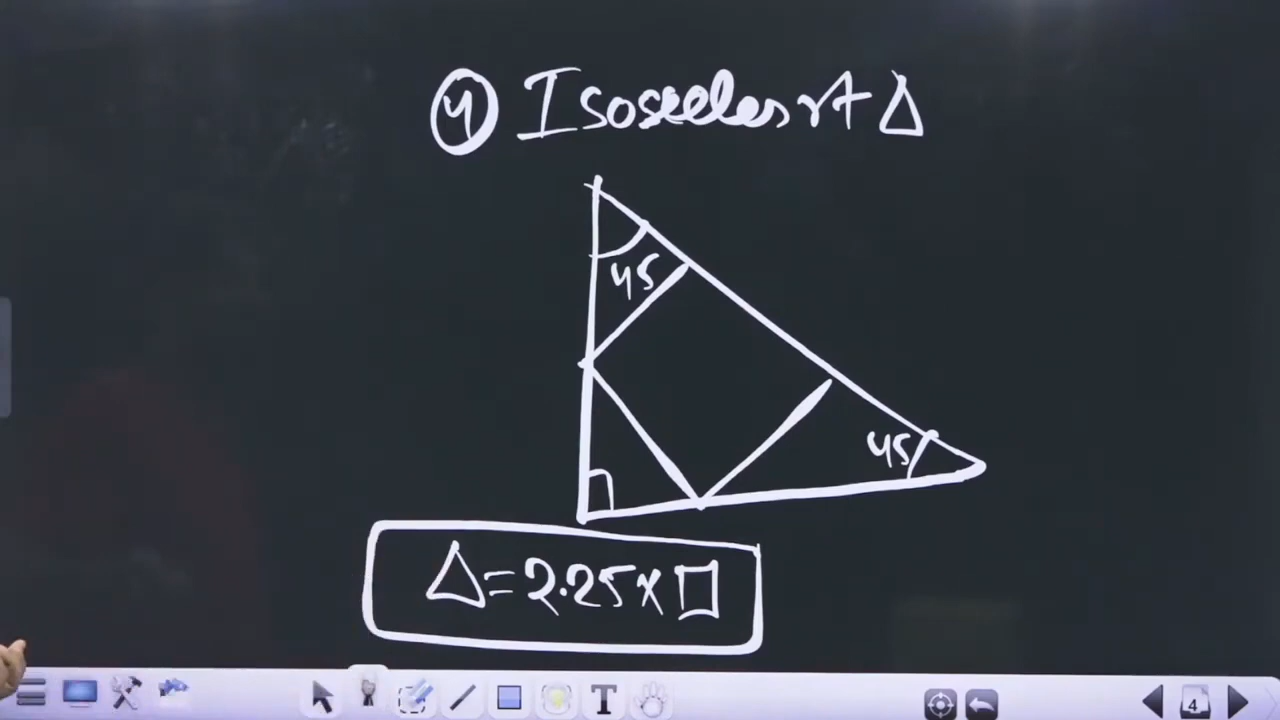 ④ Isosceles rt Δ
45
45
Δ=2.25×□
T
4